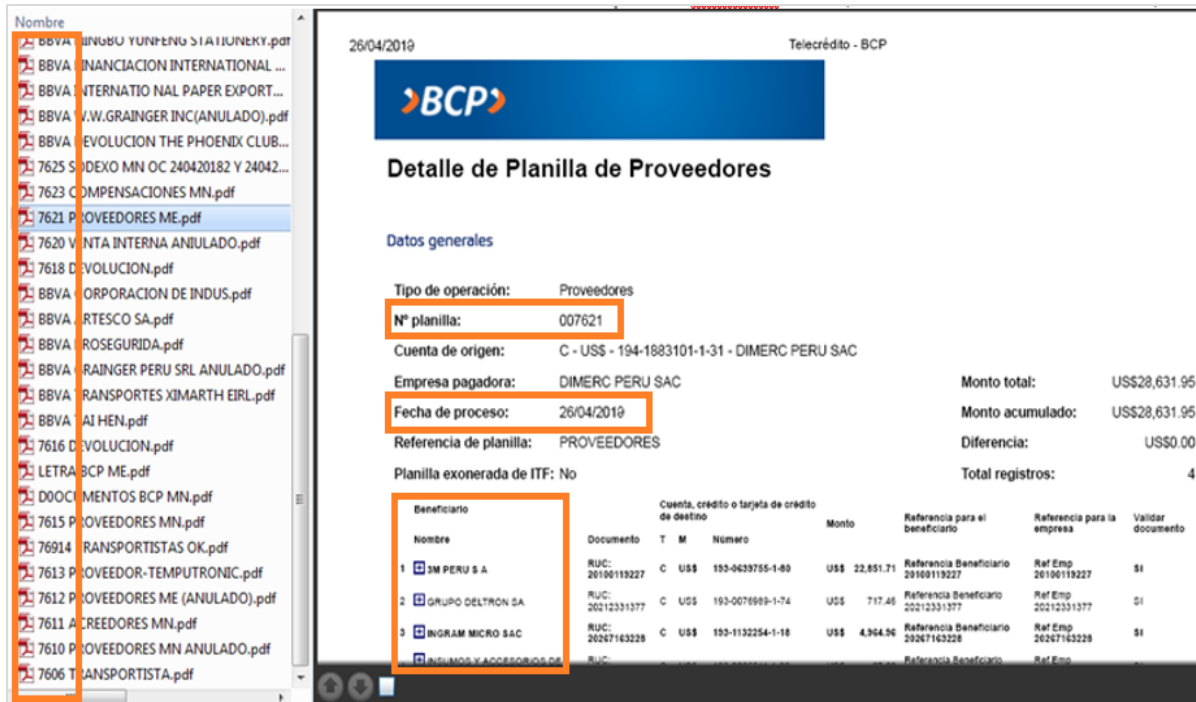 Nombre
BBVA NINGBO YUNFENG STATIONERY.pdf
BBVA FINANCIACION INTERNATIONAL ...
BBVA INTERNATIO NAL PAPER EXPORT...
BBVA W.W.GRAINGER INC(ANULADO).pdf
BBVA DEVOLUCION THE PHOENIX CLUB...
7625 SODEXO MN OC 240420182 Y 24042...
7623 COMPENSACIONES MN.pdf
7621 PROVEEDORES ME.pdf
7620 VENTA INTERNA ANIULADO.pdf
7618 DEVOLUCION.pdf
BBVA CORPORACION DE INDUS.pdf
BBVA ARTESCO SA.pdf
BBVA PROSEGURIDA.pdf
BBVA GRAINGER PERU SRL ANULADO.pdf
BBVA TRANSPORTES XIMARTH EIRL.pdf
BBVA TAI HEN.pdf
7616 DEVOLUCION.pdf
LETRA BCP ME.pdf
D0OCUMENTOS BCP MN.pdf
7615 PROVEEDORES MN.pdf
76914 TRANSPORTISTAS OK.pdf
7613 PROVEEDOR-TEMPUTRONIC.pdf
7612 PROVEEDORES ME (ANULADO).pdf
7611 ACREEDORES MN.pdf
7610 PROVEEDORES MN ANULADO.pdf
7606 TRANSPORTISTA.pdf
26/04/2019 Telecrédito - BCP
BCP
Detalle de Planilla de Proveedores
Datos generales
Tipo de operación: Proveedores
Nº planilla: 007621
Cuenta de origen: C - US$ - 194-1883101-1-31 - DIMERC PERU SAC
Empresa pagadora: DIMERC PERU SAC Monto total: US$28,631.95
Fecha de proceso: 26/04/2019 Monto acumulado: US$28,631.95
Referencia de planilla: PROVEEDORES Diferencia: US$0.00
Planilla exonerada de ITF: No Total registros: 4
Beneficiario Cuenta, crédito o tarjeta de crédito de destino Monto Referencia para el beneficiario Referencia para la empresa Validar documento
Nombre Documento T M Número
1 3M PERU S A RUC: 20100119227 C US$ 193-0639755-1-80 US$ 22,851.71 Referencia Beneficiario 20100119227 Ref Emp 20100119227 SI
2 GRUPO DELTRON SA RUC: 20212331377 C US$ 193-0076989-1-74 US$ 717.46 Referencia Beneficiario 20212331377 Ref Emp 20212331377 SI
3 INGRAM MICRO SAC RUC: 20267163228 C US$ 193-1132254-1-18 US$ 4,964.96 Referencia Beneficiario 20267163228 Ref Emp 20267163228 SI
INSUMOS Y ACCESORIOS DE RUC: Referencia Beneficiario Ref Emp